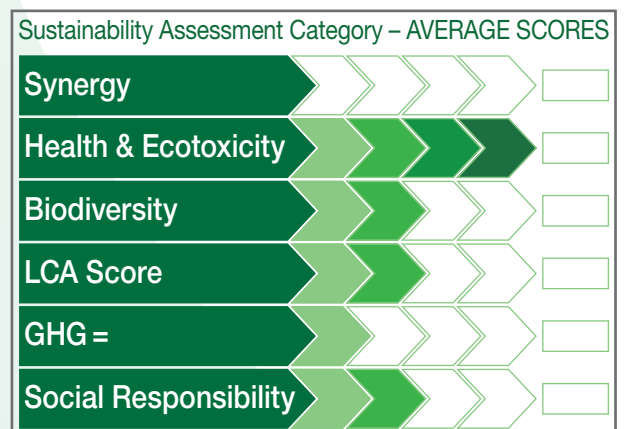 Sustainability Assessment Category – AVERAGE SCORES
Synergy
Health & Ecotoxicity
Biodiversity
LCA Score
GHG =
Social Responsibility